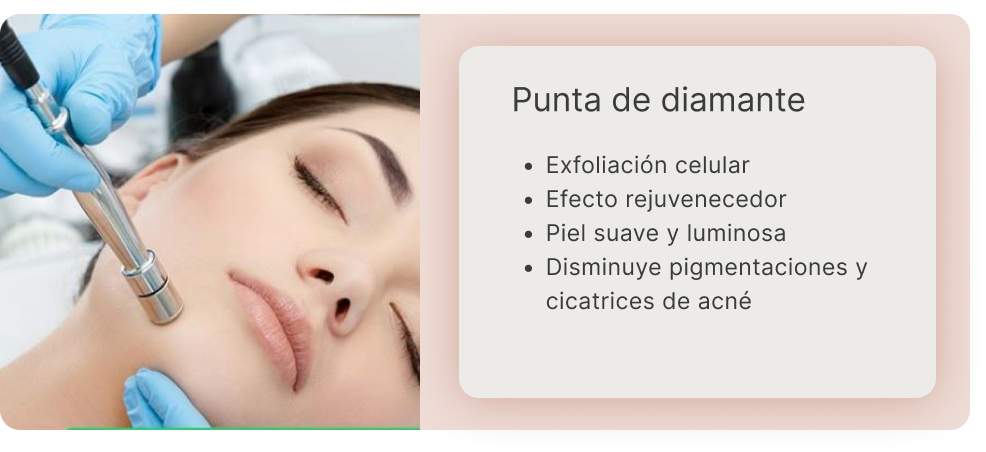 Punta de diamante
• Exfoliación celular
• Efecto rejuvenecedor
• Piel suave y luminosa
• Disminuye pigmentaciones y
cicatrices de acné